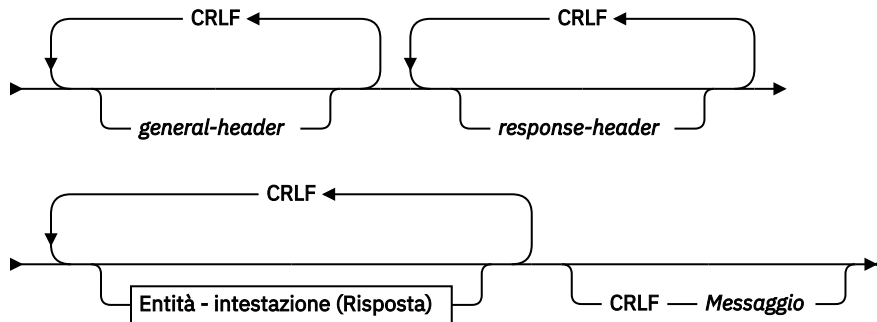 CRLF CRLF
general-header response-header
CRLF
Entità - intestazione (Risposta) CRLF Messaggio